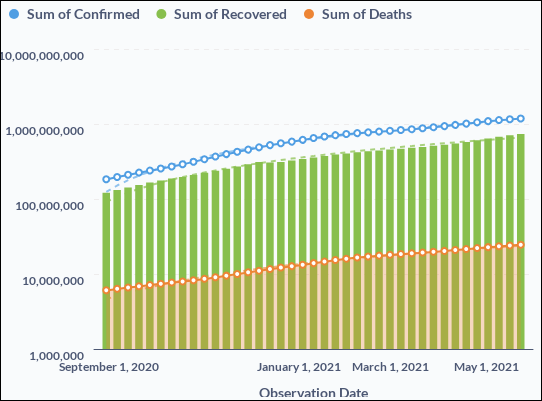 Sum of Confirmed Sum of Recovered Sum of Deaths
10,000,000,000
1,000,000,000
100,000,000
10,000,000
1,000,000
September 1, 2020 January 1, 2021 March 1, 2021 May 1, 2021
Observation Date